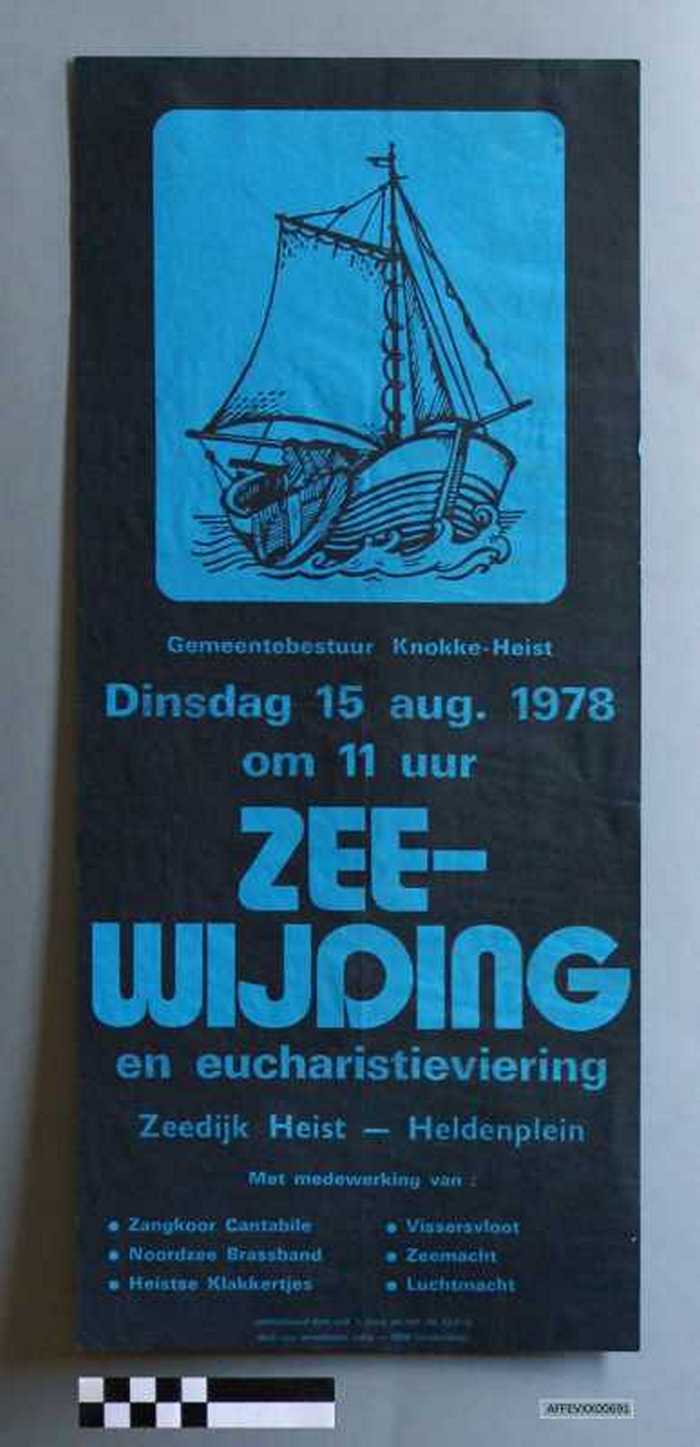 Gemeentebestuur Knokke-Heist
Dinsdag 15 aug. 1978
om 11 uur
ZEE-
WIJDING
en eucharistieviering
Zeedijk Heist — Heldenplein
Met medewerking van :
• Zangkoor Cantabile
• Noordzee Brassband
• Heistse Klakkertjes
• Vissersvloot
• Zeemacht
• Luchtmacht
AFFEVXX00691